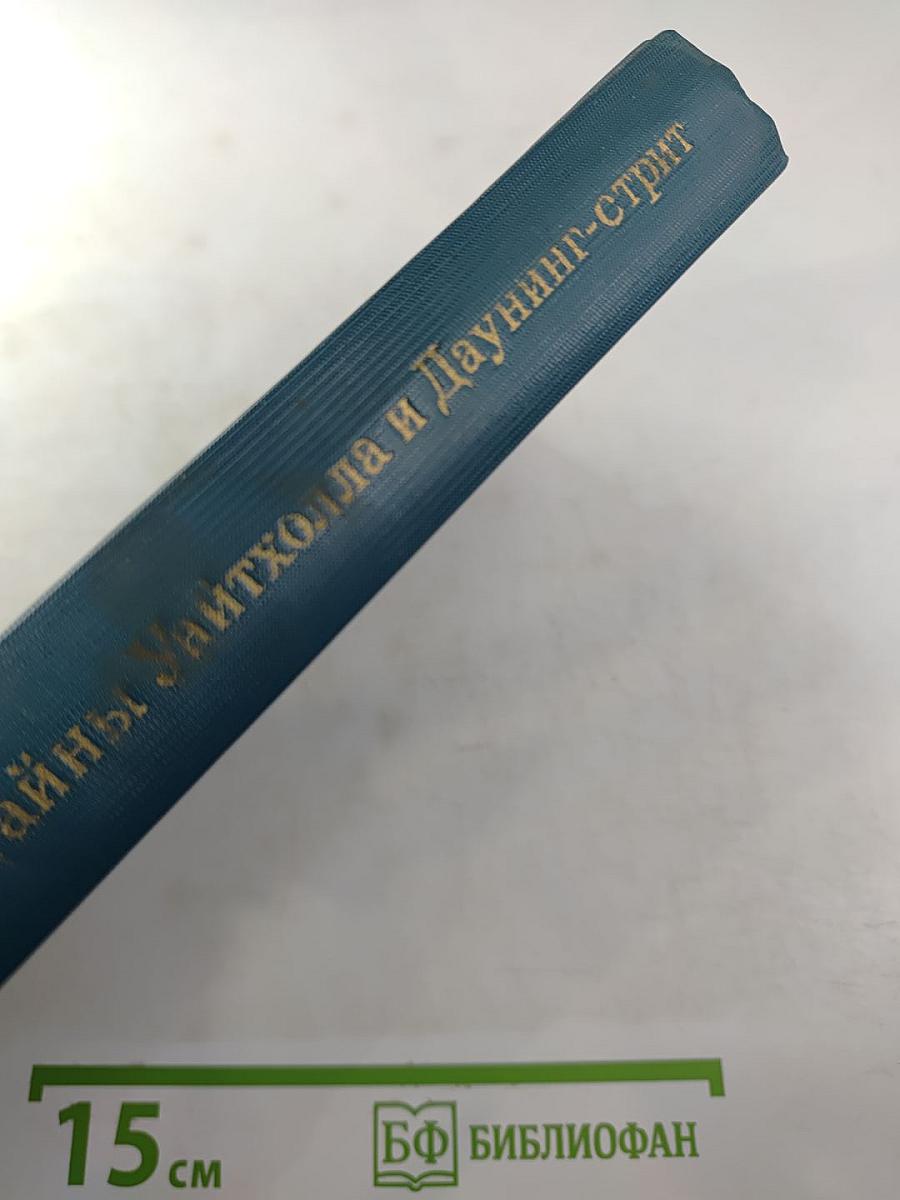 айны Уайтхолла и Даунинг-стрит
15 см
БФ БИБЛИОФАН